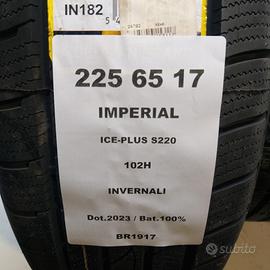 IN182
225 65 17
IMPERIAL
ICE-PLUS S220
102H
INVERNALI
Dot.2023 / Bat.100%
BR1917
subito